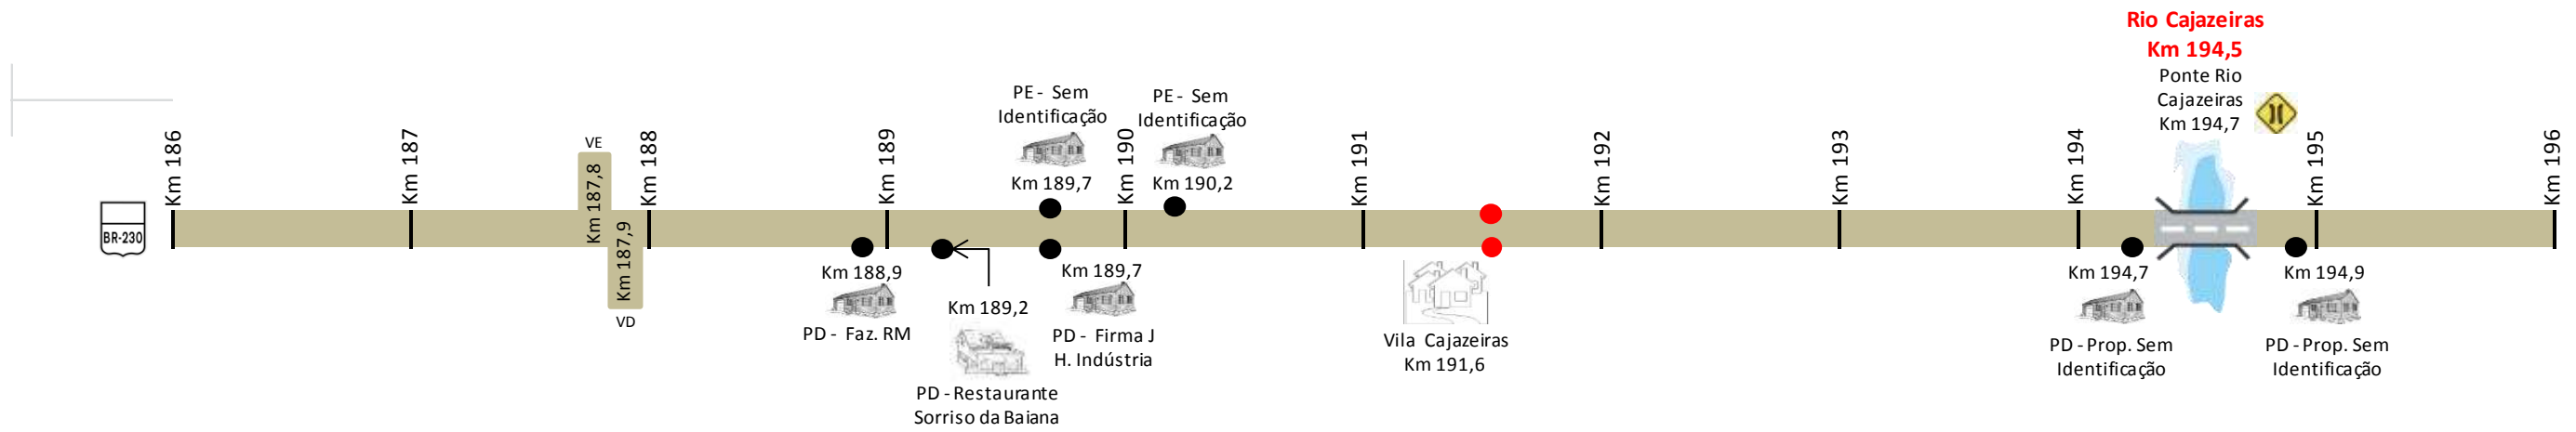 Rio Cajazeiras
Km 194,5
Ponte Rio
Cajazeiras
Km 194,7
PE - Sem
Identificação
Km 189,7
PE - Sem
Identificação
Km 190,2
VE
Km 187,8
Km 187,9
VD
BR-230
Km 186
Km 187
Km 188
Km 189
Km 190
Km 191
Km 192
Km 193
Km 194
Km 195
Km 196
Km 188,9
PD - Faz. RM
Km 189,2
PD - Restaurante
Sorriso da Baiana
Km 189,7
PD - Firma J
H. Indústria
Vila Cajazeiras
Km 191,6
Km 194,7
PD - Prop. Sem
Identificação
Km 194,9
PD - Prop. Sem
Identificação